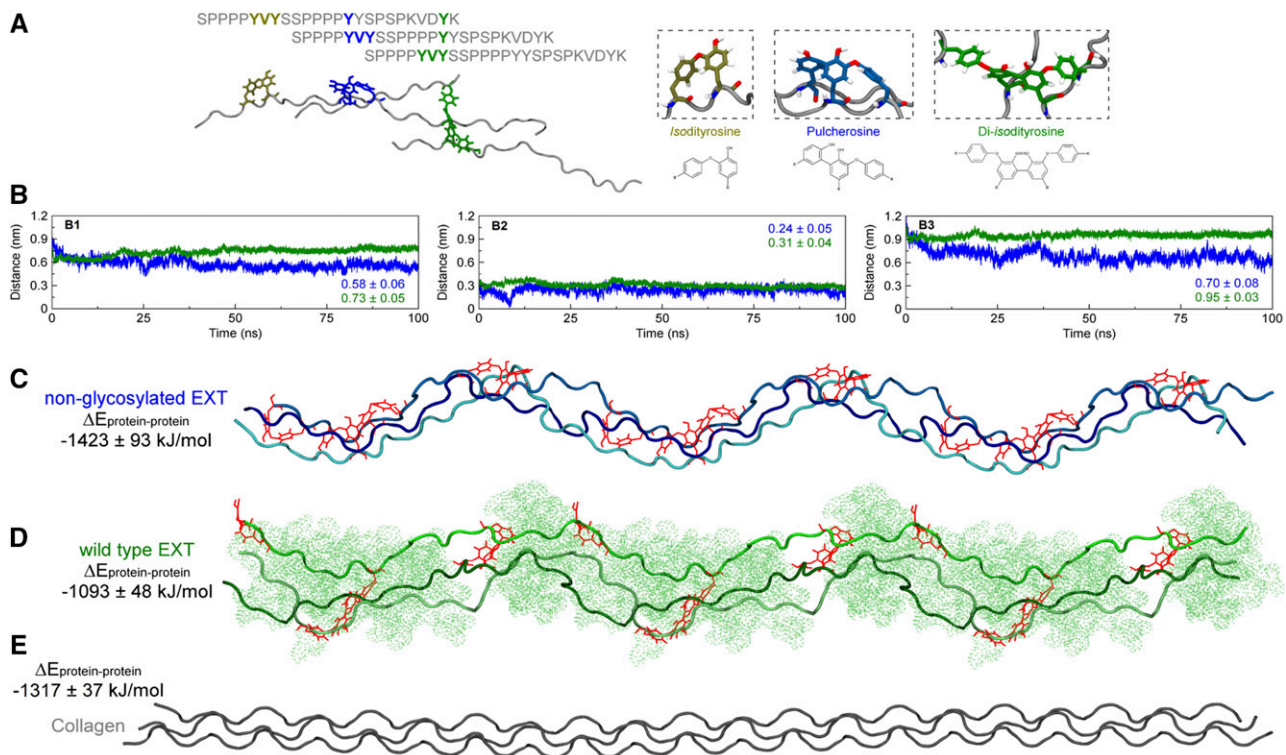 A
SPPPPYVYSSPPPPYYSPSPKVDYK
SPPPPYVYSSPPPPYYSPSPKVDYK
SPPPPYVYSSPPPPYYSPSPKVDYK
Isodityrosine
Pulcherosine
Di-isodityrosine
B
B1
Distance (nm)
1.2
0.9
0.6
0.3
0
0.58 ± 0.06
0.73 ± 0.05
0 25 50 75 100
Time (ns)
B2
Distance (nm)
1.2
0.9
0.6
0.3
0
0.24 ± 0.05
0.31 ± 0.04
0 25 50 75 100
Time (ns)
B3
Distance (nm)
1.2
0.9
0.6
0.3
0
0.70 ± 0.08
0.95 ± 0.03
0 25 50 75 100
Time (ns)
C
non-glycosylated EXT
ΔEprotein-protein
-1423 ± 93 kJ/mol
D
wild type EXT
ΔEprotein-protein
-1093 ± 48 kJ/mol
E
ΔEprotein-protein
-1317 ± 37 kJ/mol
Collagen